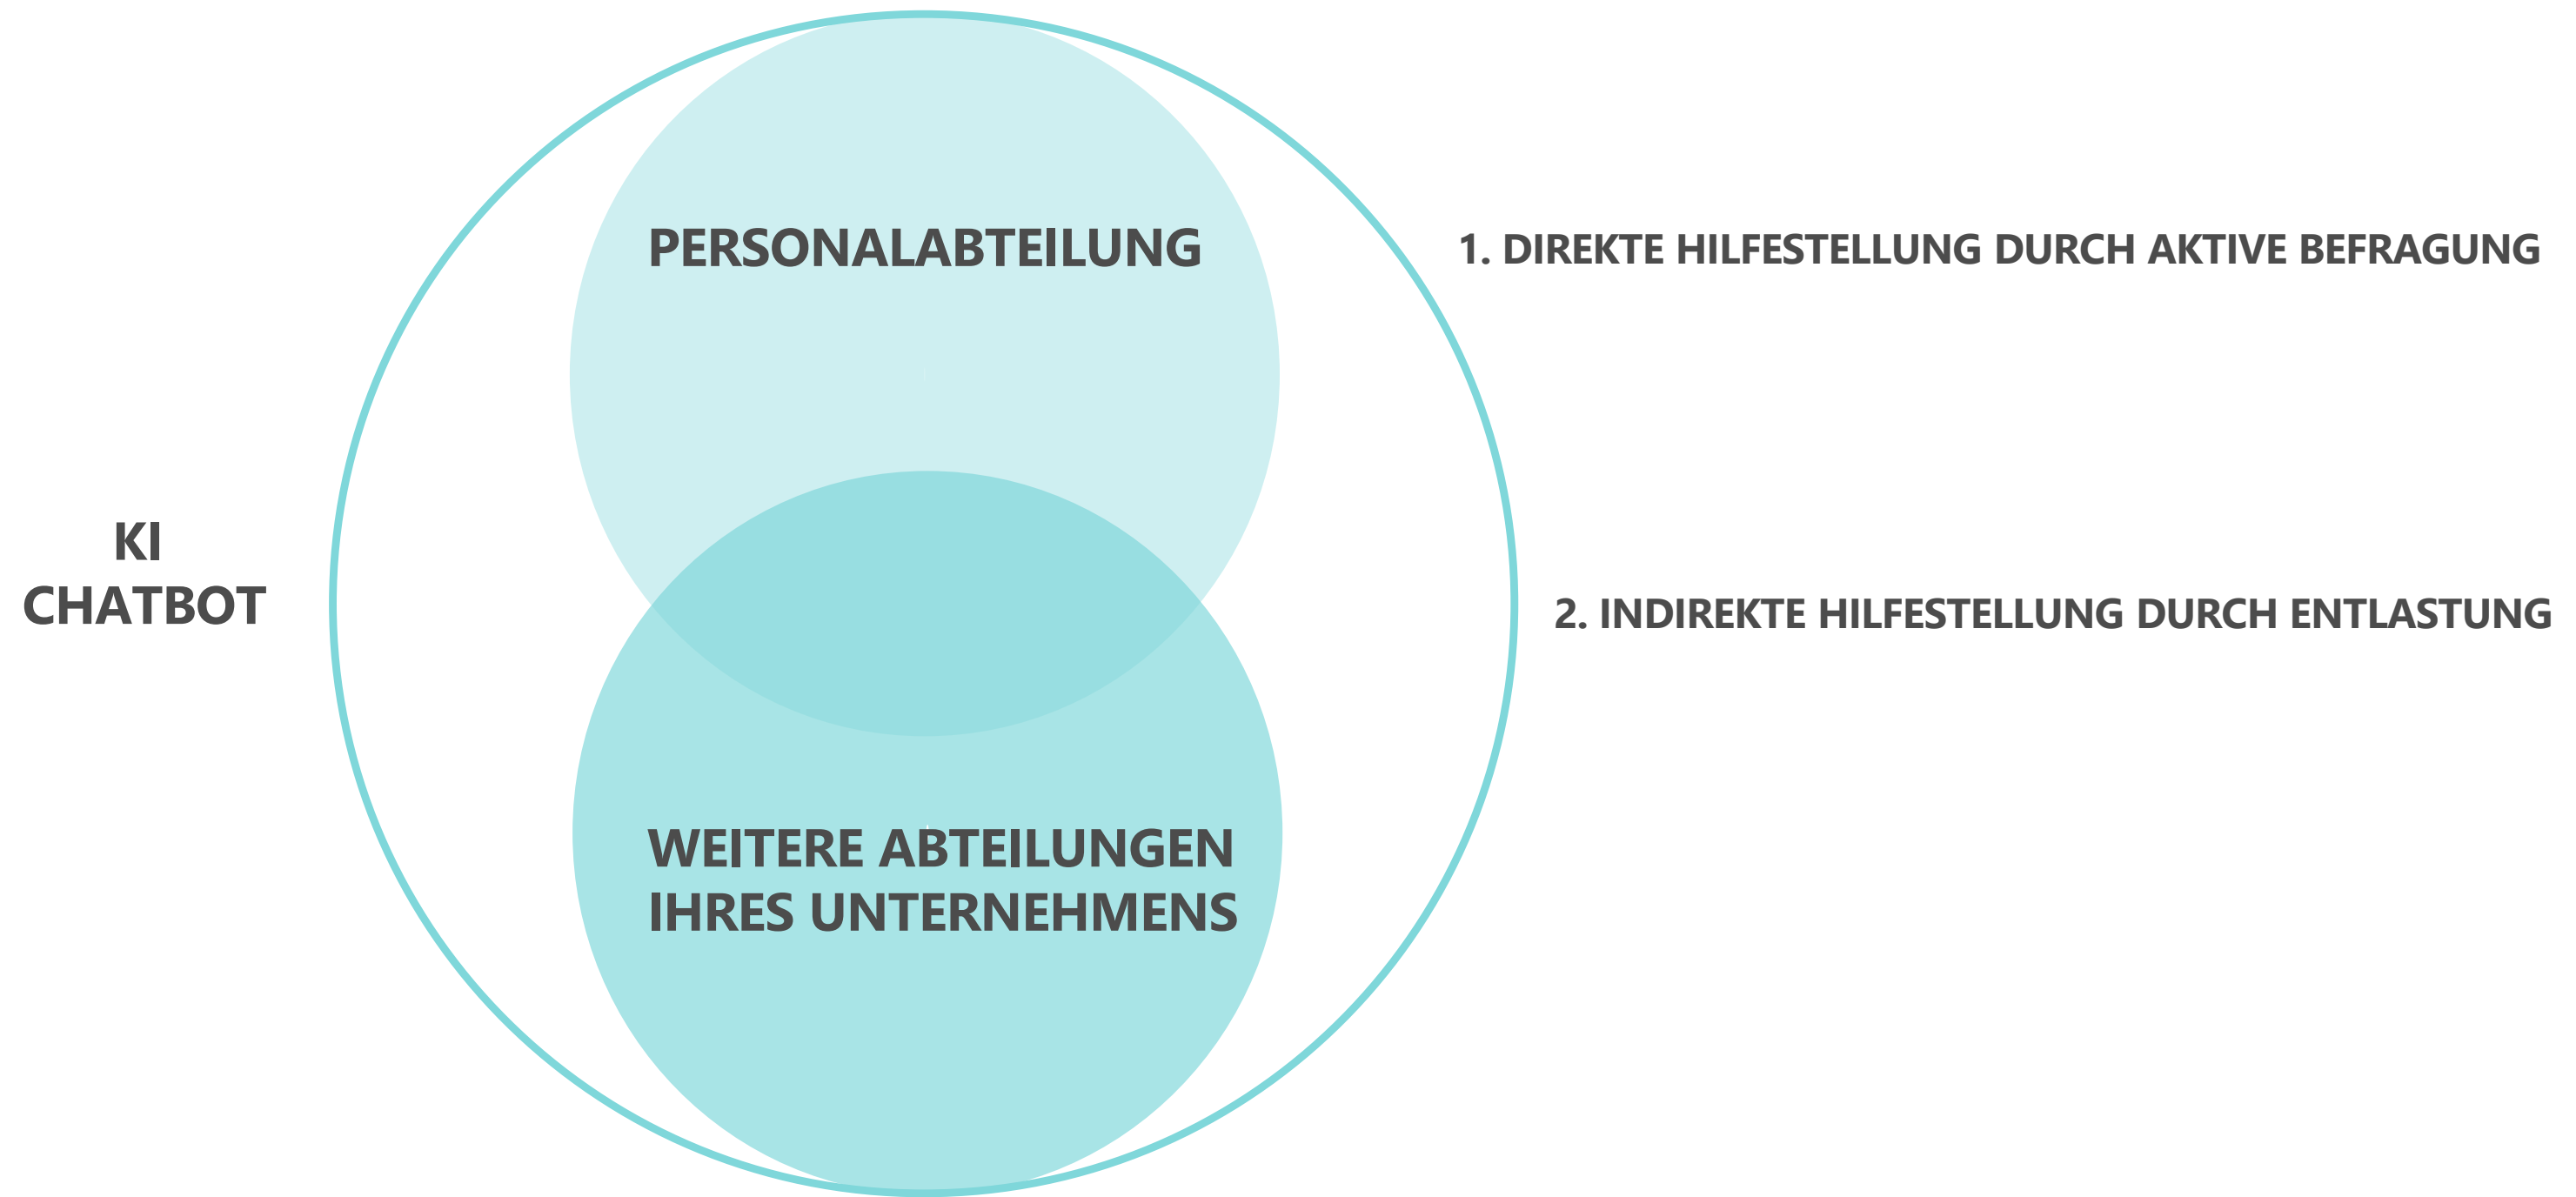 PERSONALABTEILUNG
1. DIREKTE HILFESTELLUNG DURCH AKTIVE BEFRAGUNG
KI
CHATBOT
2. INDIREKTE HILFESTELLUNG DURCH ENTLASTUNG
WEITERE ABTEILUNGEN
IHRES UNTERNEHMENS